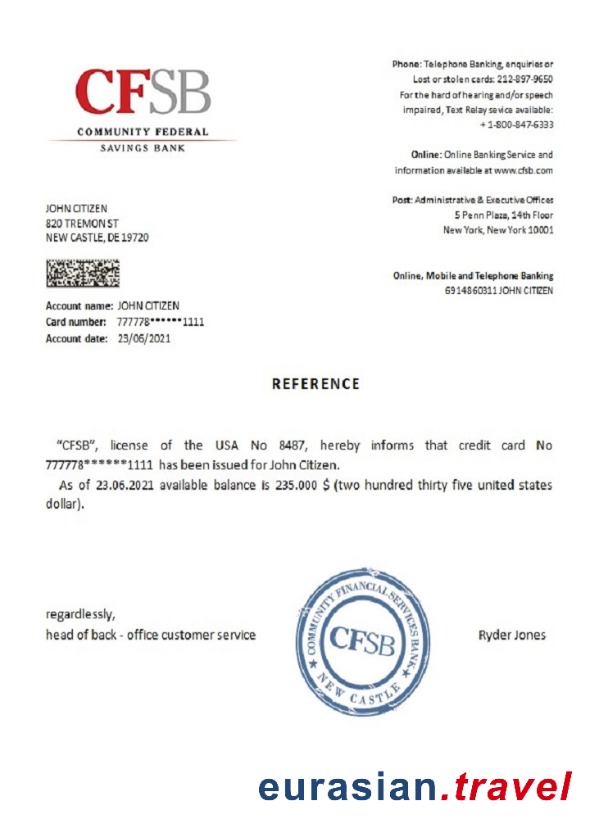 CFSB
COMMUNITY FEDERAL
SAVINGS BANK
Phone: Telephone Banking, enquiries or
Lost or stolen cards: 212-897-9650
For the hard of hearing and/or speech
impaired, Text Relay sevice available:
+ 1-800-847-6333
Online: Online Banking Service and
information available at www.cfsb.com
Post: Administrative & Executive Offices
5 Penn Plaza, 14th Floor
New York, New York 10001
Online, Mobile and Telephone Banking
6914860311 JOHN CITIZEN
JOHN CITIZEN
820 TREMON ST
NEW CASTLE, DE 19720
Account name: JOHN CITIZEN
Card number: 777778******1111
Account date: 23/06/2021
REFERENCE
“CFSB”, license of the USA No 8487, hereby informs that credit card No
777778******1111 has been issued for John Citizen.
As of 23.06.2021 available balance is 235.000 $ (two hundred thirty five united states
dollar).
regardlessly,
head of back - office customer service
COMMUNITY FINANCIAL SERVICES BANK
CFSB
NEW CASTLE
Ryder Jones
eurasian.travel